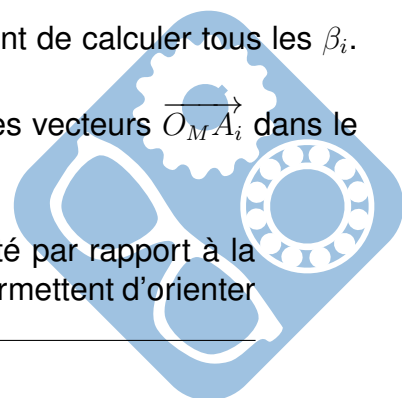 nt de calculer tous les $\beta_i$.
es vecteurs $\overrightarrow{O_M A_i}$ dans le
té par rapport à la
rmettent d'orienter